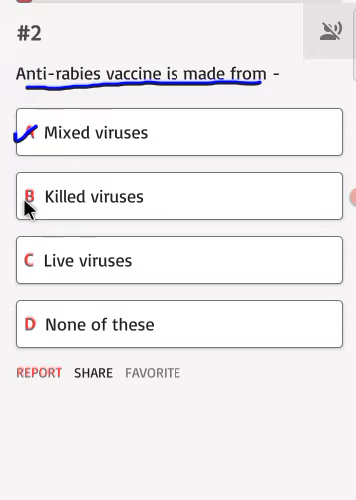 #2
Anti-rabies vaccine is made from -
A Mixed viruses
B Killed viruses
C Live viruses
D None of these
REPORT SHARE FAVORITE